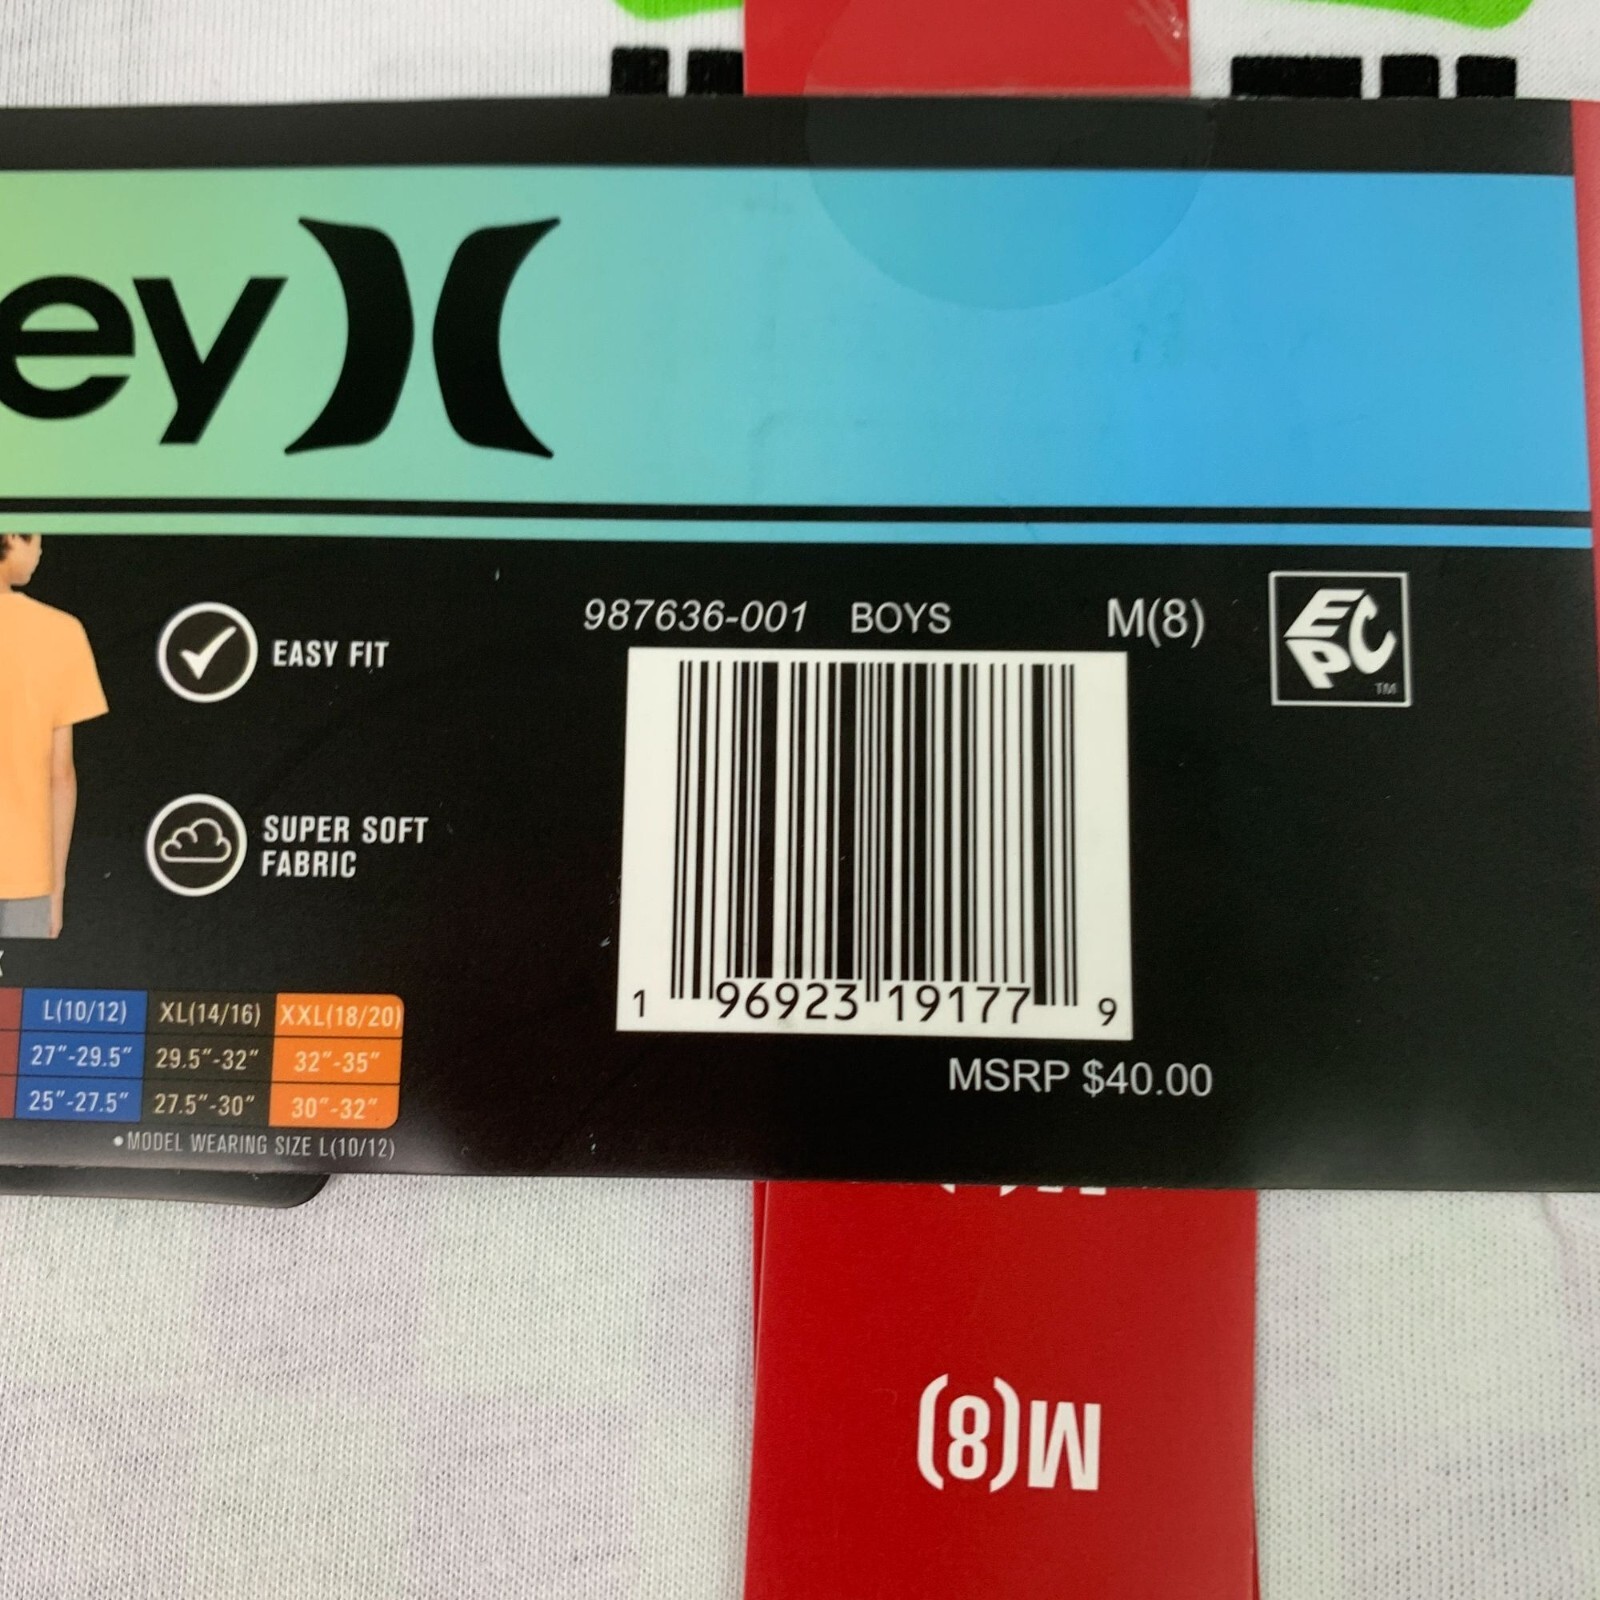 ey
EASY FIT
SUPER SOFT
FABRIC
987636-001 BOYS M(8)
EPC
TM
1 96923 19177 9
MSRP $40.00
L(10/12) XL(14/16) XXL(18/20)
27"-29.5" 29.5"-32" 32"-35"
25"-27.5" 27.5"-30" 30"-32"
•MODEL WEARING SIZE L(10/12)
M(8)